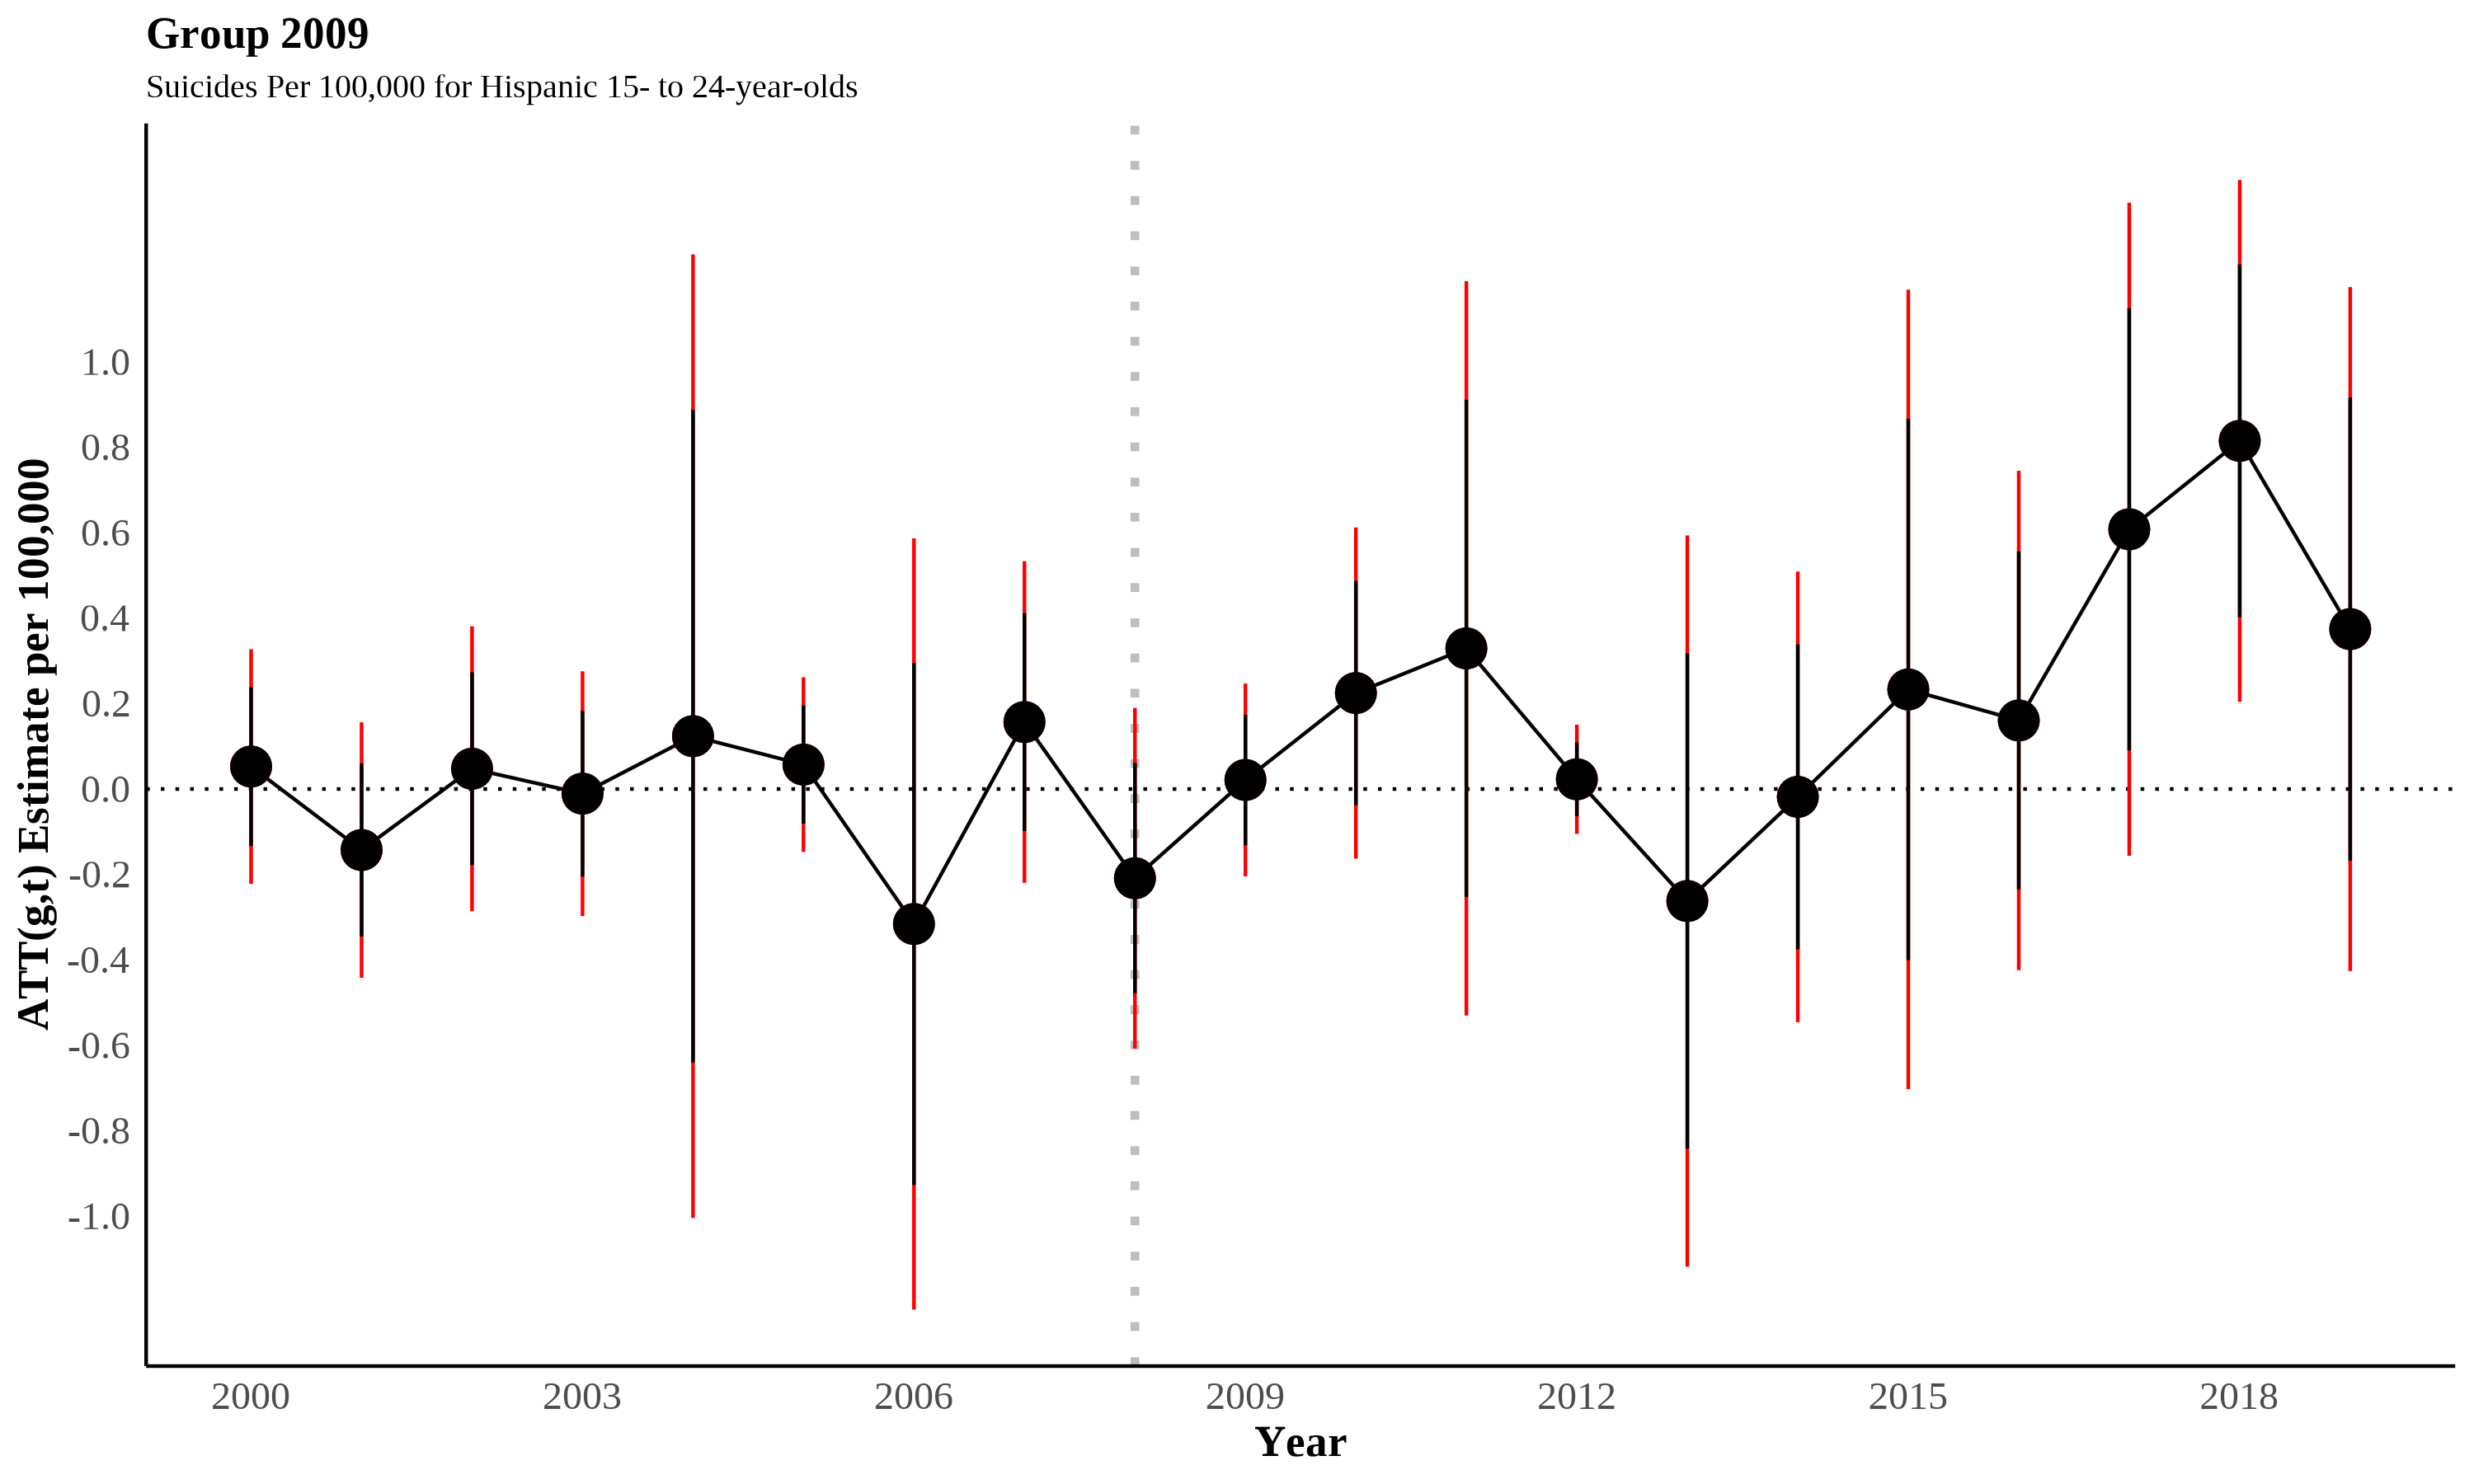 Group 2009
Suicides Per 100,000 for Hispanic 15- to 24-year-olds
ATT(g,t) Estimate per 100,000
1.0
0.8
0.6
0.4
0.2
0.0
-0.2
-0.4
-0.6
-0.8
-1.0
2000 2003 2006 2009 2012 2015 2018
Year